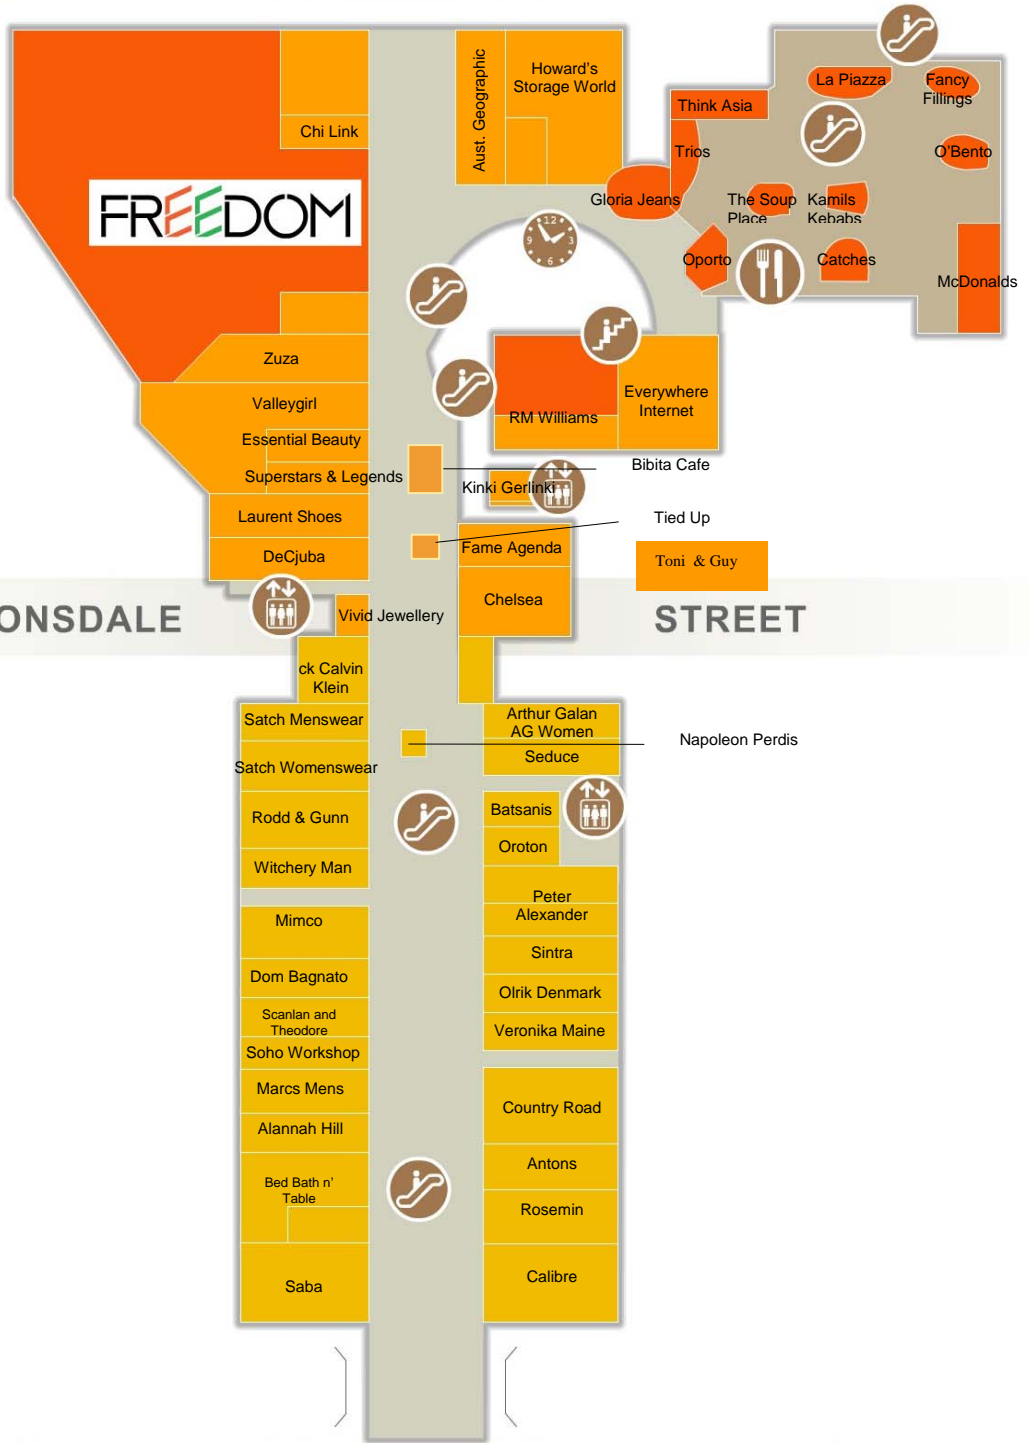 Chi Link
FREEDOM
Aust. Geographic
Howard's
Storage World
Think Asia
Trios
Gloria Jeans
La Piazza
Fancy
Fillings
O'Bento
The Soup
Place
Kamils
Kebabs
Oporto
Catches
McDonalds
12
3
6
9
Zuza
Valleygirl
Essential Beauty
Superstars & Legends
Laurent Shoes
DeCjuba
RM Williams
Everywhere
Internet
Bibita Cafe
Kinki Gerlinki
Tied Up
Fame Agenda
Toni & Guy
Chelsea
ONSDALE
STREET
Vivid Jewellery
ck Calvin
Klein
Satch Menswear
Satch Womenswear
Rodd & Gunn
Witchery Man
Arthur Galan
AG Women
Seduce
Napoleon Perdis
Batsanis
Oroton
Peter
Alexander
Sintra
Olrik Denmark
Veronika Maine
Mimco
Dom Bagnato
Scanlan and
Theodore
Soho Workshop
Marcs Mens
Alannah Hill
Bed Bath n'
Table
Saba
Country Road
Antons
Rosemin
Calibre